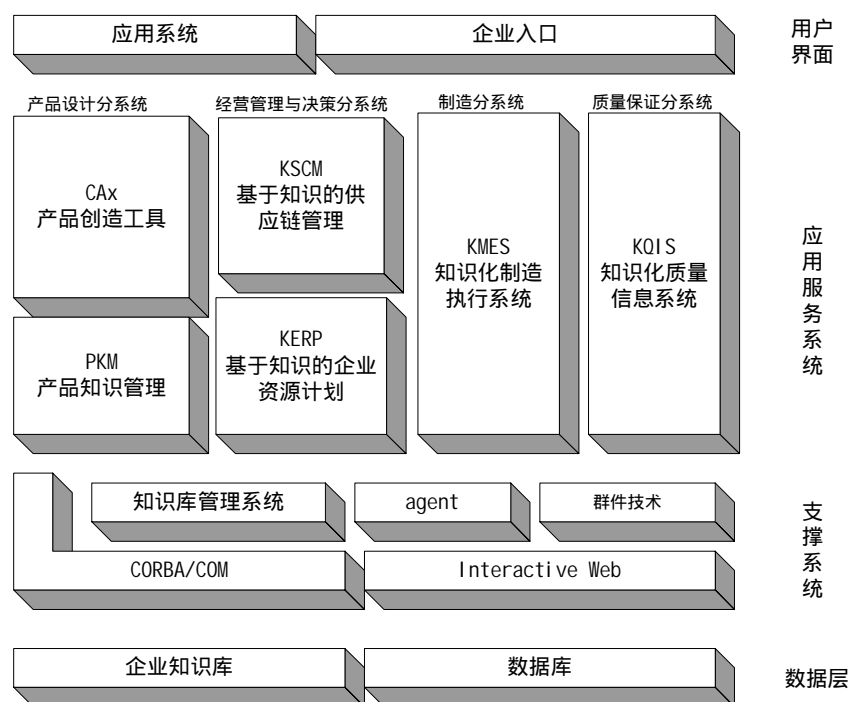 应用系统
企业入口
用户
界面
产品设计分系统
经营管理与决策分系统
制造分系统
质量保证分系统
CAx
产品创造工具
KSCM
基于知识的供
应链管理
KMES
知识化制造
执行系统
KQIS
知识化质量
信息系统
PKM
产品知识管理
KERP
基于知识的企业
资源计划
应
用
服
务
系
统
知识库管理系统
agent
群件技术
CORBA/COM
Interactive Web
支
撑
系
统
企业知识库
数据库
数据层